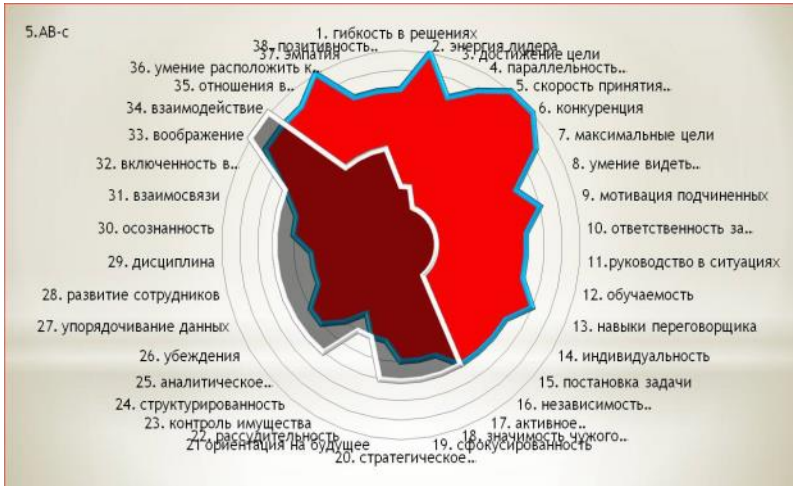 5.АВ-с
1. гибкость в решениях
2. энергия лидера
3. достижение цели
4. параллельность..
5. скорость принятия..
6. конкуренция
7. максимальные цели
8. умение видеть..
9. мотивация подчиненных
10. ответственность за..
11.руководство в ситуациях
12. обучаемость
13. навыки переговорщика
14. индивидуальность
15. постановка задачи
16. независимость..
17. активное..
18. значимость чужого..
19. сфокусированность
20. стратегическое..
21 ориентация на будущее
22. рассудительность
23. контроль имущества
24. структурированность
25. аналитическое..
26. убеждения
27. упорядочивание данных
28. развитие сотрудников
29. дисциплина
30. осознанность
31. взаимосвязи
32. включенность в..
33. воображение
34. взаимодействие
35. отношения в..
36. умение расположить к..
37. эмпатия
38. позитивность..